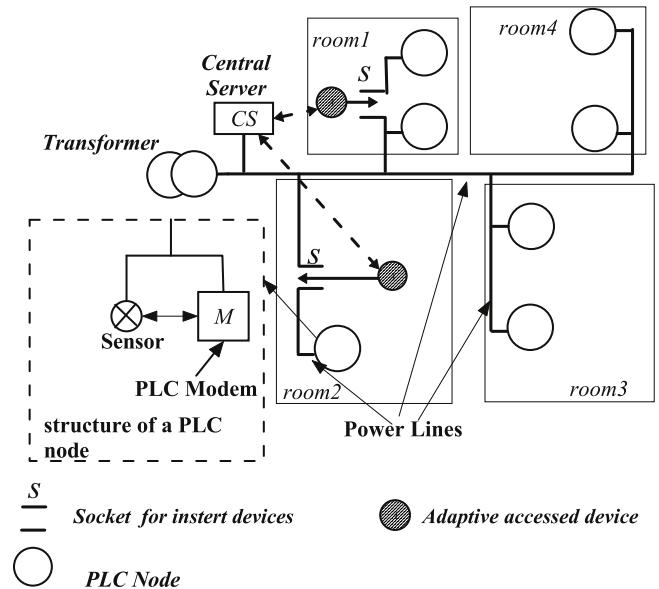 room1
room4
Central
Server
S
CS
Transformer
S
Sensor
M
PLC Modem
room2
room3
structure of a PLC
node
Power Lines
S
Socket for instert devices
Adaptive accessed device
PLC Node